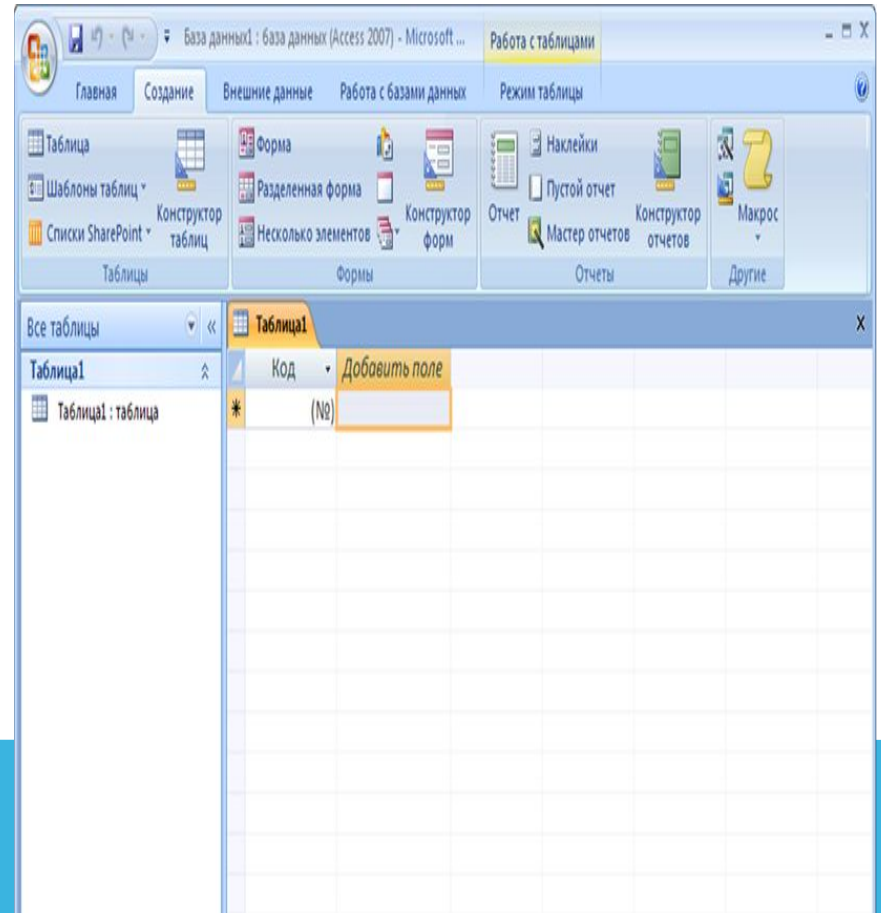 База данных1 : база данных (Access 2007) - Microsoft ... Работа с таблицами
Главная Создание Внешние данные Работа с базами данных Режим таблицы
Таблица
Шаблоны таблиц
Списки SharePoint
Конструктор
таблиц
Таблицы
Форма
Разделенная форма
Несколько элементов
Конструктор
форм
Формы
Отчет
Наклейки
Пустой отчет
Мастер отчетов
Конструктор
отчетов
Отчеты
Макрос
Другие
Все таблицы
Таблица1
Таблица1 : таблица
Таблица1
Код Добавить поле
(№)